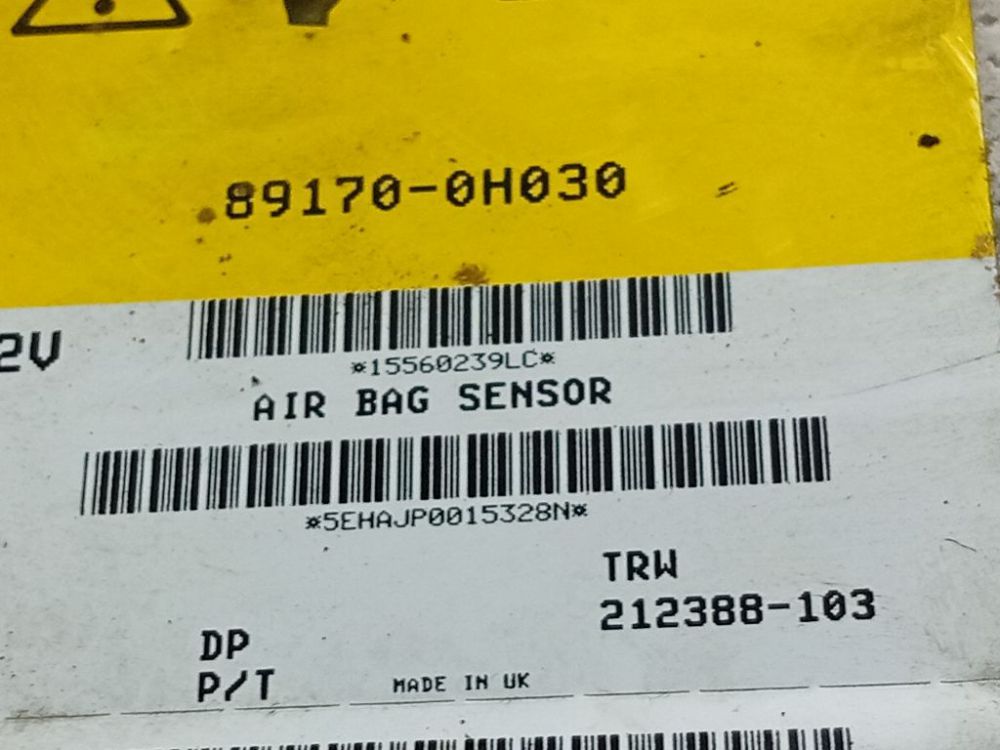 89170-0H030
2V
*15560239LC*
AIR BAG SENSOR
*5EHAJP0015328N*
TRW
212388-103
DP
P/T
MADE IN UK